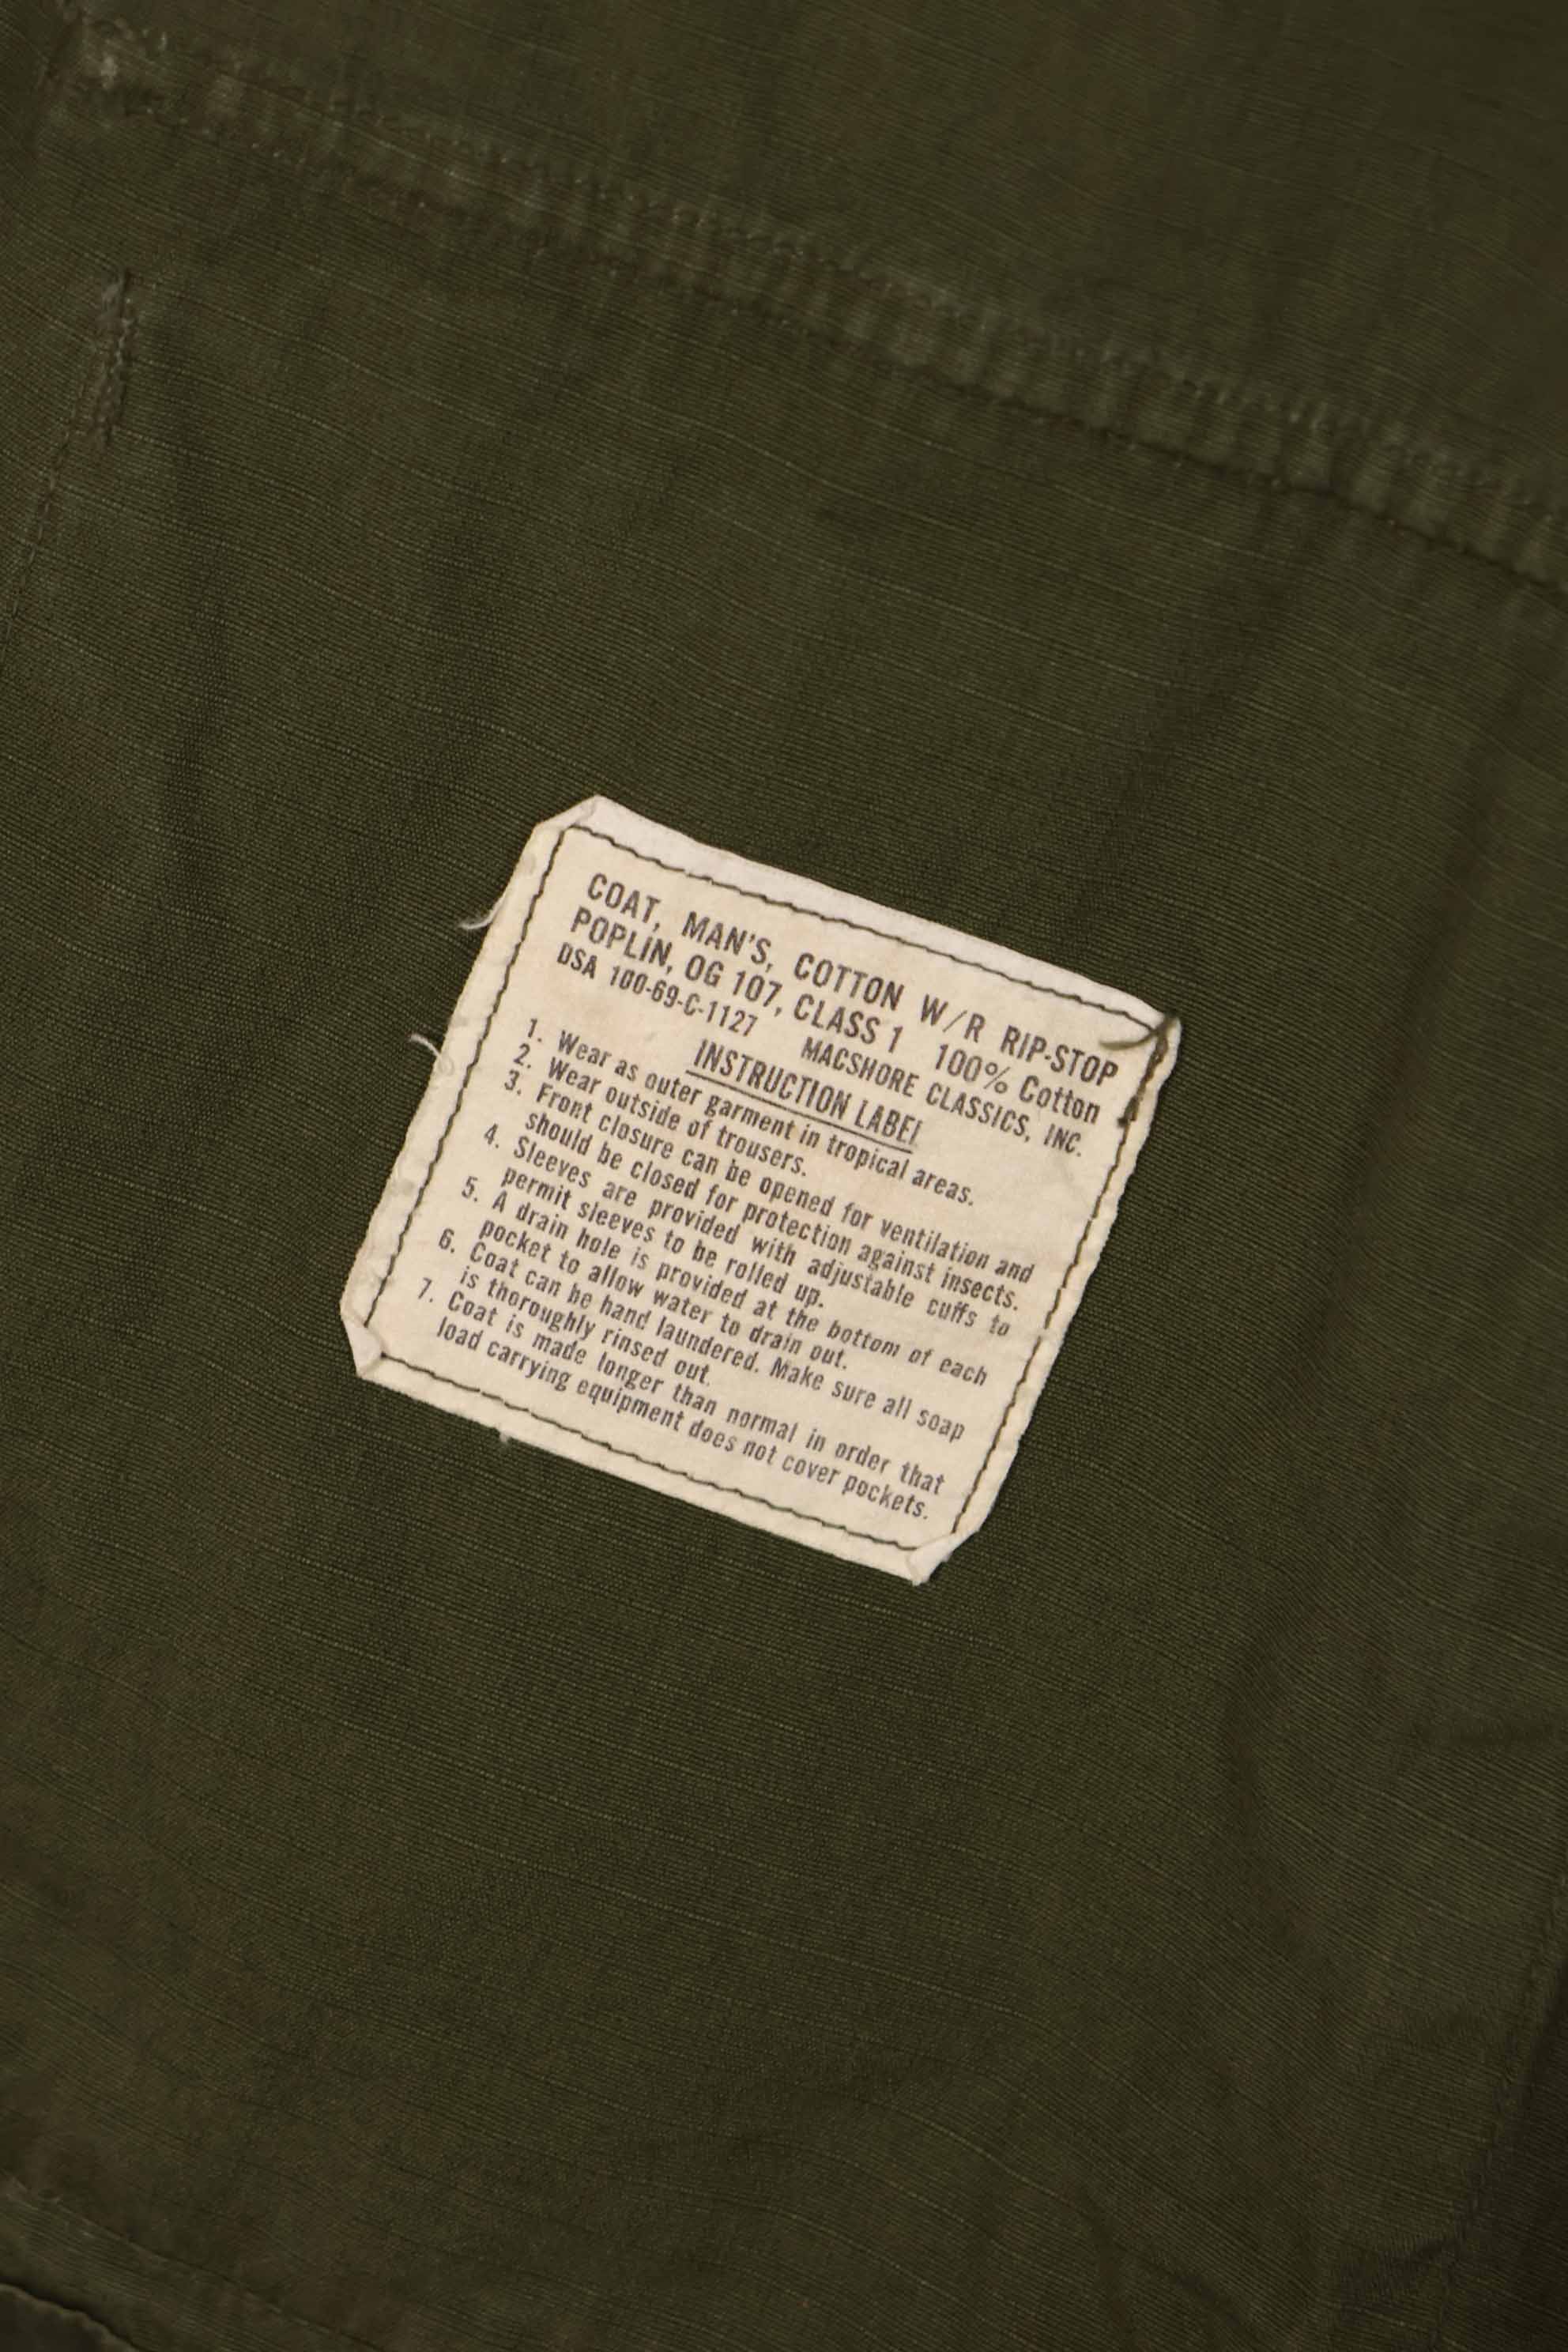 COAT, MAN'S, COTTON W/R RIP-STOP
POPLIN, OG 107, CLASS 1 100% Cotton
DSA 100-69-C-1127 MACSHORE CLASSICS, INC.
INSTRUCTION LABEL
1. Wear as outer garment in tropical areas.
2. Wear outside of trousers.
3. Front closure can be opened for ventilation and
should be closed for protection against insects.
4. Sleeves are provided with adjustable cuffs to
permit sleeves to be rolled up.
5. A drain hole is provided at the bottom of each
pocket to allow water to drain out.
6. Coat can be hand laundered. Make sure all soap
is thoroughly rinsed out.
7. Coat is made longer than normal in order that
load carrying equipment does not cover pockets.